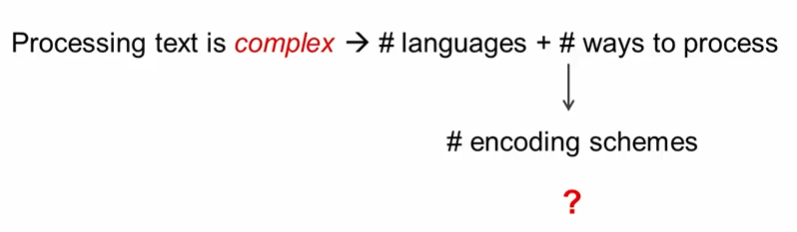 Processing text is complex → # languages + # ways to process
# encoding schemes
?